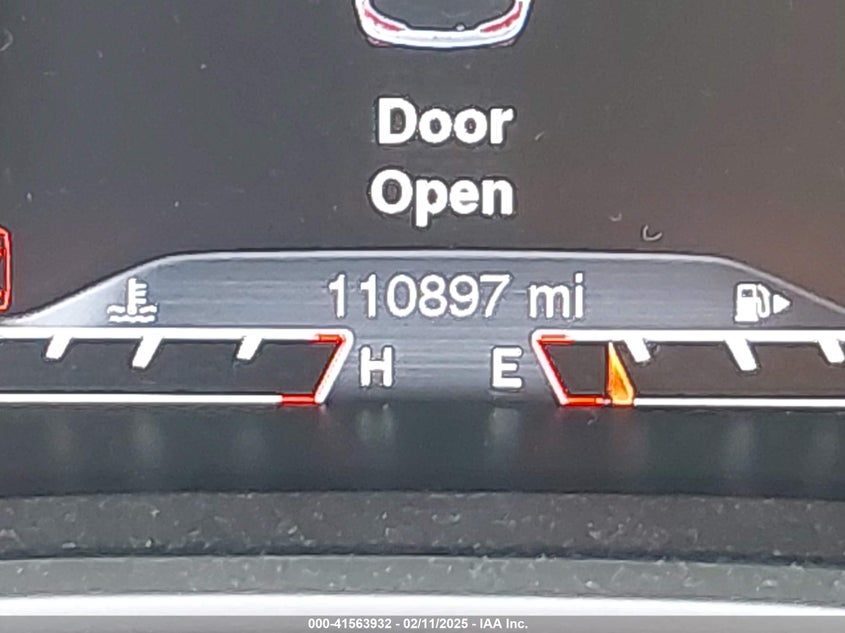 Door
Open
110897 mi
H E
000-41563932 - 02/11/2025 - IAA Inc.